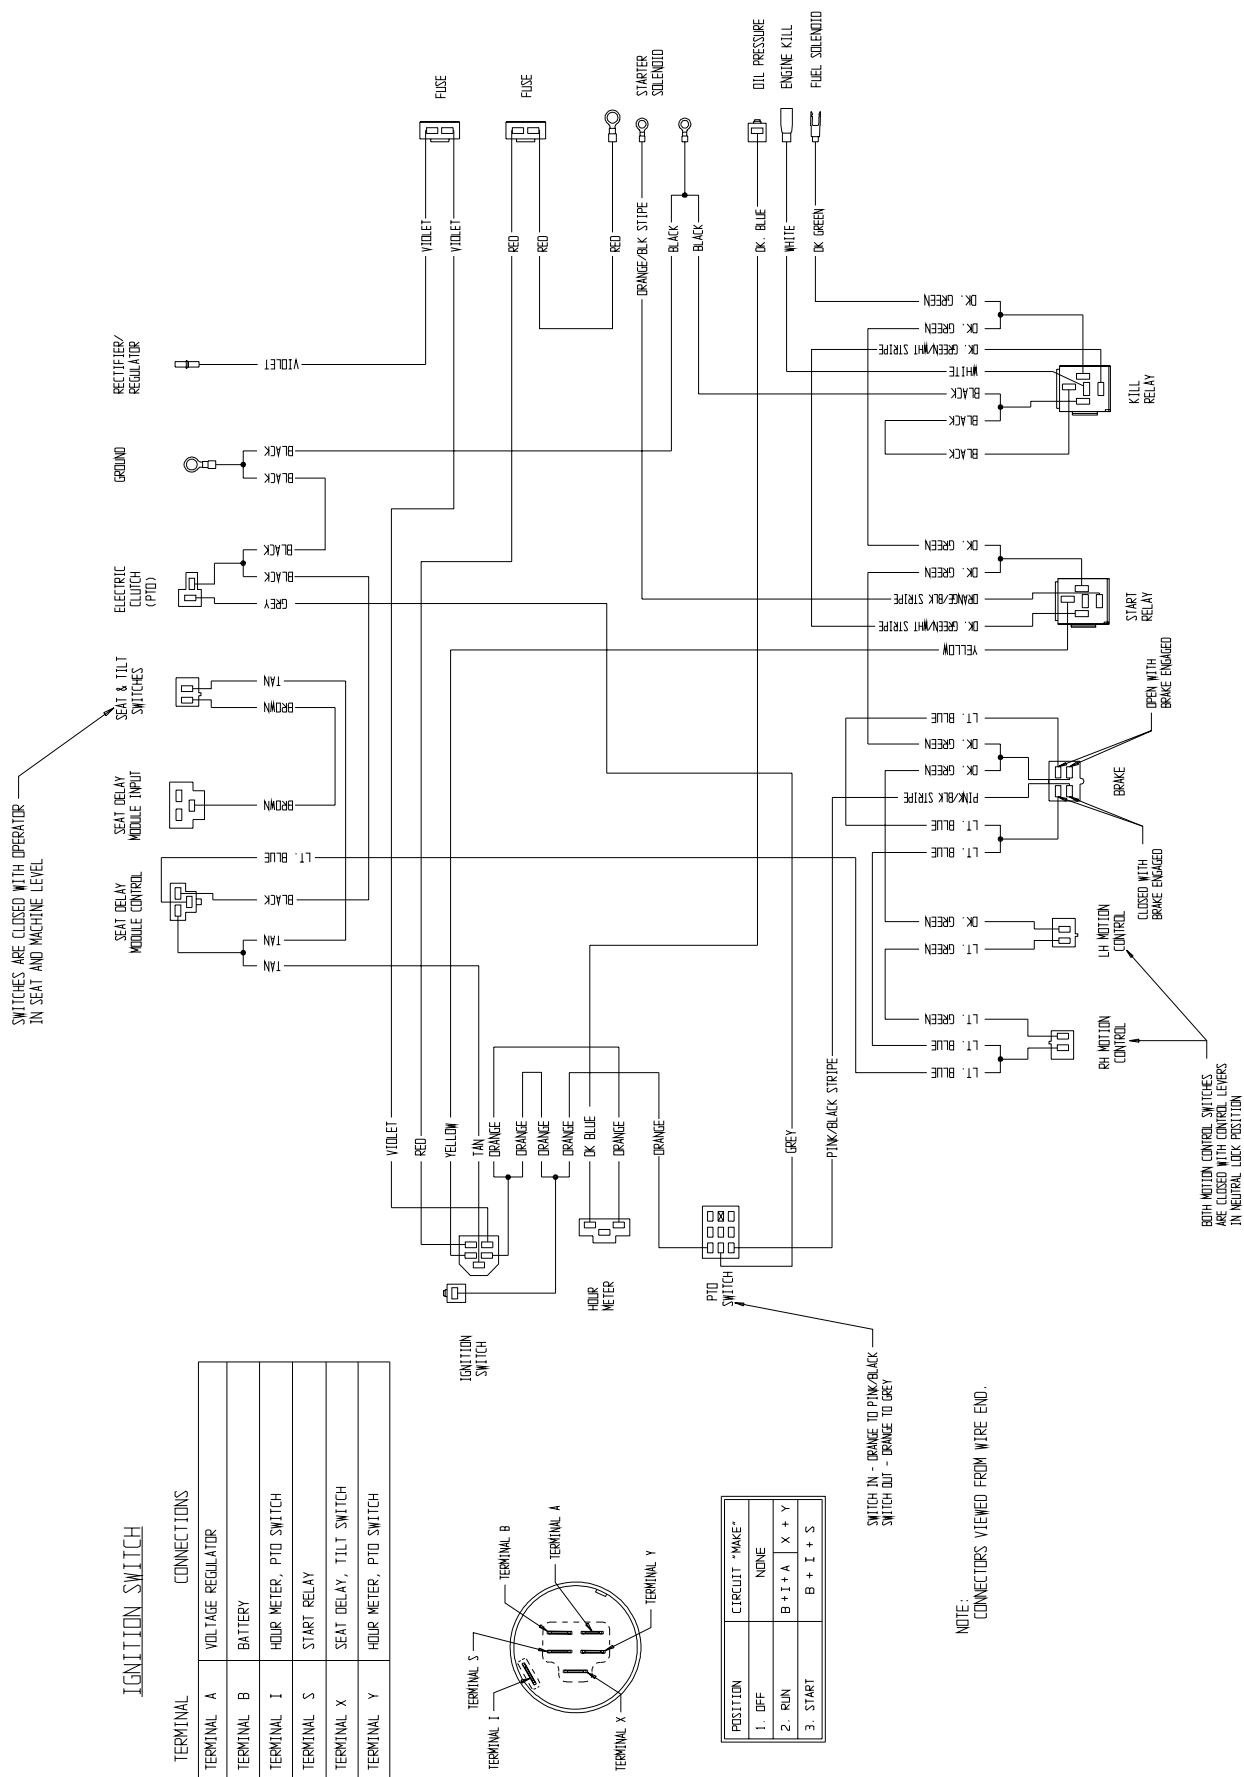 FUSE
FUSE
STARTER
SOLENOID
OIL PRESSURE
ENGINE KILL
FUEL SOLENOID
VIOLET
VIOLET
RED
RED
RED
ORANGE/BLK STIPE
BLACK
BLACK
DK. BLUE
WHITE
DK GREEN
RECTIFIER/
REGULATOR
VIOLET
GROUND
BLACK
BLACK
ELECTRIC
CLUTCH
(PTO)
BLACK
BLACK
GREY
SEAT & TILT
SWITCHES
TAN
BROWN
SEAT DELAY
MODULE INPUT
BROWN
SEAT DELAY
MODULE CONTROL
LT. BLUE
BLACK
TAN
TAN
SWITCHES ARE CLOSED WITH OPERATOR
IN SEAT AND MACHINE LEVEL
DK. GREEN
DK. GREEN
DK. GREEN/WHT STRIPE
WHITE
BLACK
BLACK
BLACK
KILL
RELAY
DK. GREEN
DK. GREEN
ORANGE/BLK STRIPE
DK. GREEN/WHT STRIPE
YELLOW
START
RELAY
LT. BLUE
DK. GREEN
DK. GREEN
PINK/BLK STRIPE
LT. BLUE
LT. BLUE
BRAKE
OPEN WITH
BRAKE ENGAGED
CLOSED WITH
BRAKE ENGAGED
DK. GREEN
LT. GREEN
LH MOTION
CONTROL
LT. GREEN
LT. BLUE
LT. BLUE
RH MOTION
CONTROL
BOTH MOTION CONTROL SWITCHES
ARE CLOSED WITH CONTROL LEVERS
IN NEUTRAL LOCK POSITION
VIOLET
RED
YELLOW
TAN
ORANGE
ORANGE
ORANGE
ORANGE
DK BLUE
ORANGE
ORANGE
GREY
PINK/BLACK STRIPE
IGNITION
SWITCH
HOUR
METER
PTO
SWITCH
SWITCH IN - ORANGE TO PINK/BLACK
SWITCH OUT - ORANGE TO GREY
IGNITION SWITCH
TERMINAL CONNECTIONS
TERMINAL A VOLTAGE REGULATOR
TERMINAL B BATTERY
TERMINAL I HOUR METER, PTO SWITCH
TERMINAL S START RELAY
TERMINAL X SEAT DELAY, TILT SWITCH
TERMINAL Y HOUR METER, PTO SWITCH
TERMINAL I
TERMINAL S
TERMINAL B
TERMINAL A
TERMINAL Y
TERMINAL X
POSITION CIRCUIT "MAKE"
1. OFF NONE
2. RUN B+I+A X + Y
3. START B + I + S
NOTE:
CONNECTORS VIEWED FROM WIRE END.